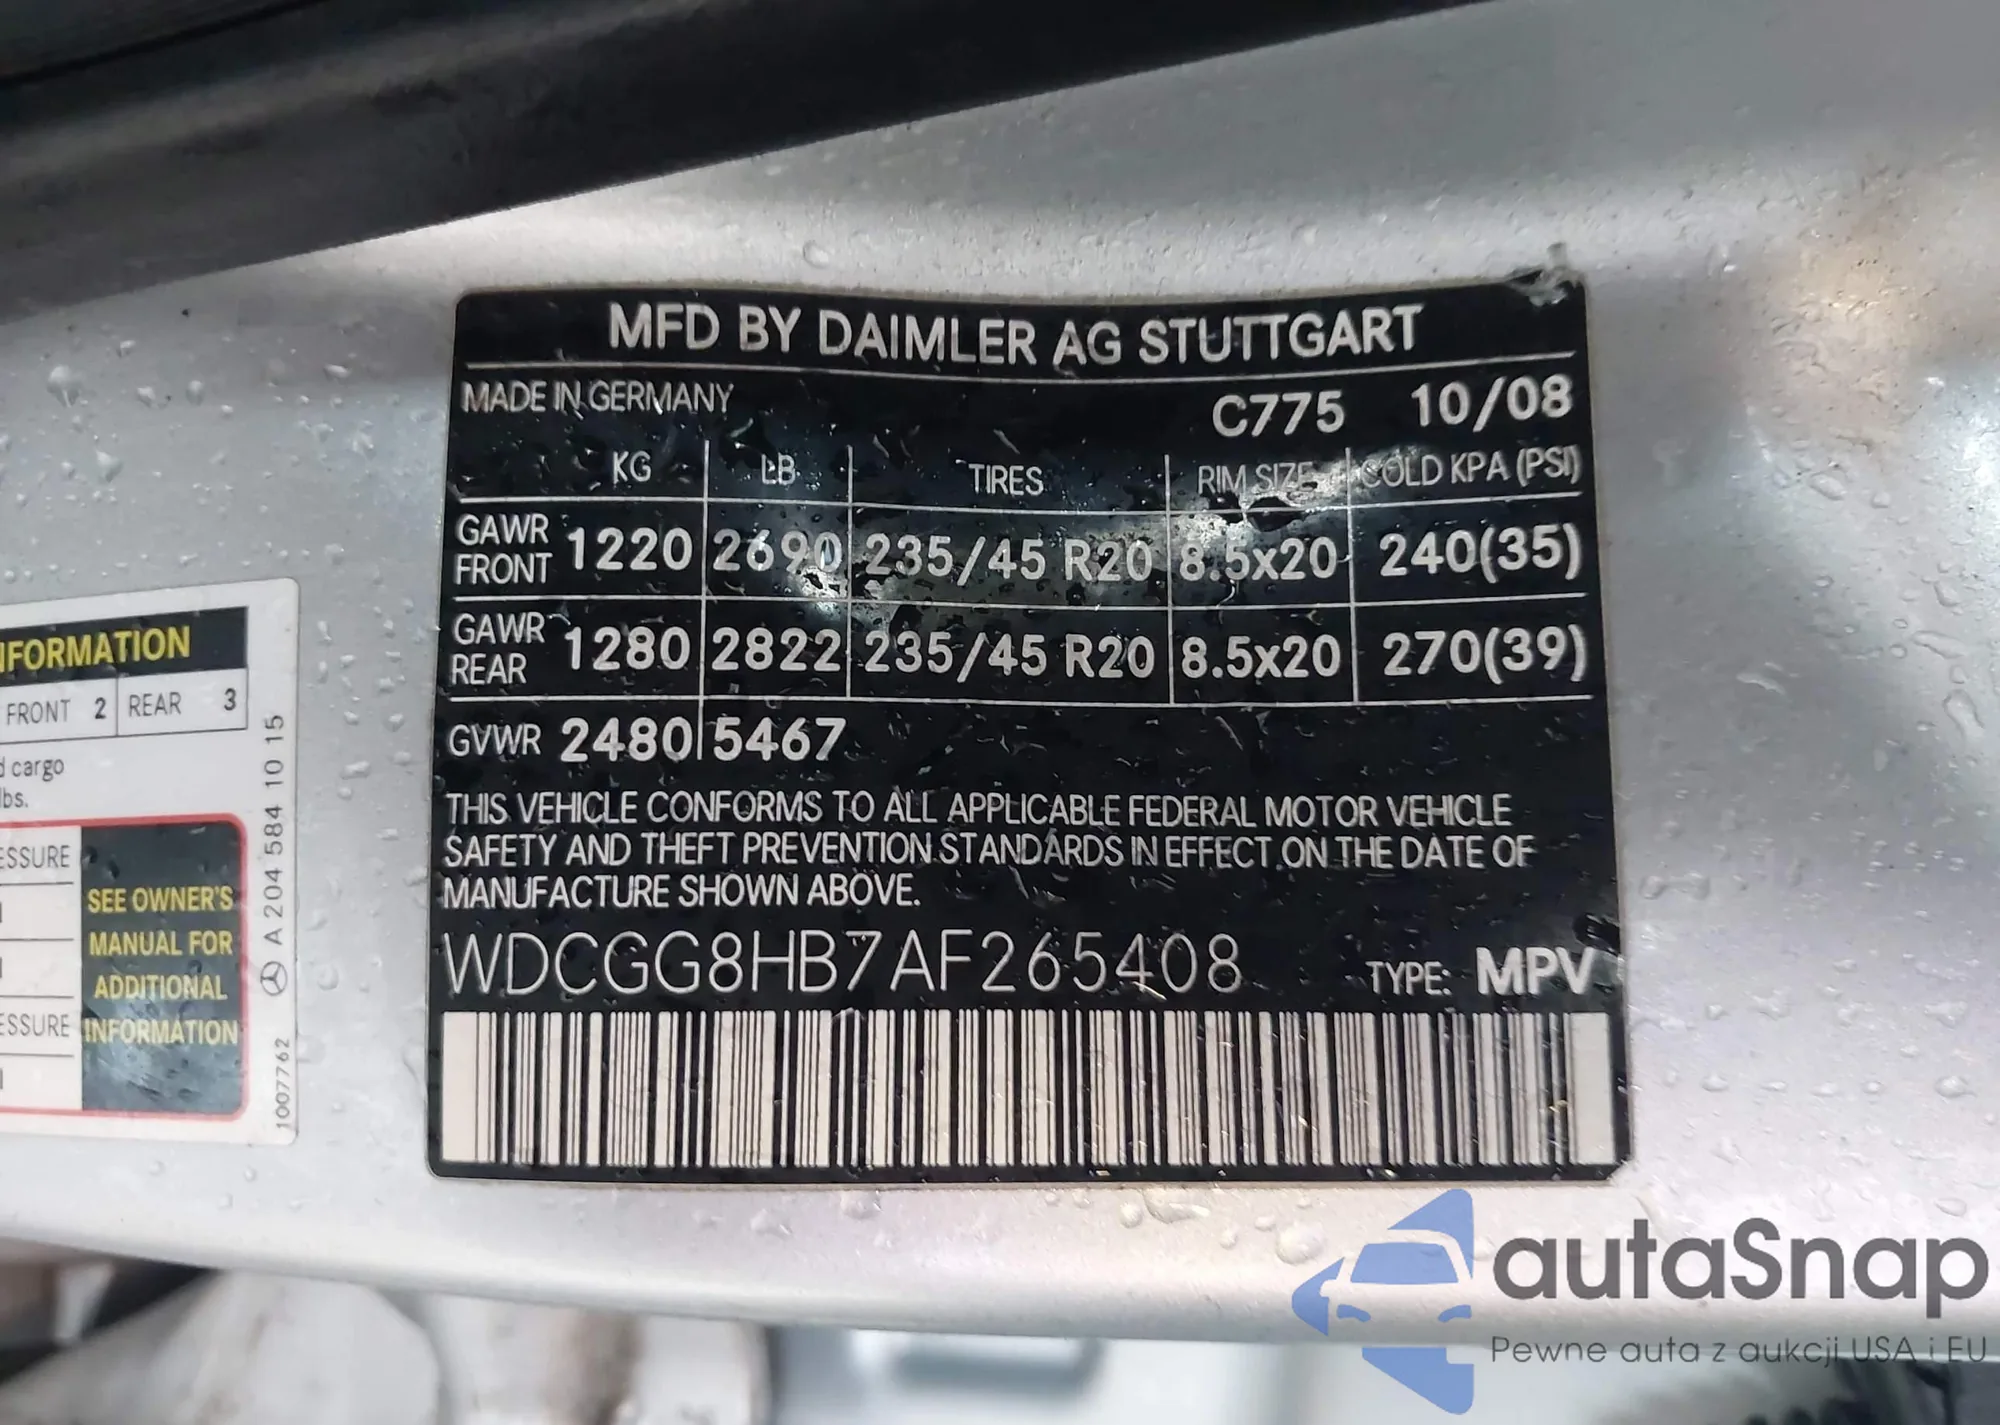 MFD BY DAIMLER AG STUTTGART
MADE IN GERMANY C775 10/08
KG LB TIRES RIM SIZE COLD KPA (PSI)
GAWR FRONT 1220 2690 235/45 R20 8.5x20 240(35)
GAWR REAR 1280 2822 235/45 R20 8.5x20 270(39)
GVWR 2480 5467
THIS VEHICLE CONFORMS TO ALL APPLICABLE FEDERAL MOTOR VEHICLE
SAFETY AND THEFT PREVENTION STANDARDS IN EFFECT ON THE DATE OF
MANUFACTURE SHOWN ABOVE.
WDCGG8HB7AF265408 TYPE: MPV
NFORMATION
FRONT 2 REAR 3
d cargo
lbs.
ESSURE
SEE OWNER'S
MANUAL FOR
ADDITIONAL
INFORMATION
ESSURE
A 204 584 10 15
1007762
autaSnap
Pewne auta z aukcji USA i EU